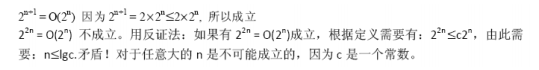 2ⁿ⁺¹=O(2ⁿ) 因为 2ⁿ⁺¹=2×2ⁿ≤2×2ⁿ, 所以成立
2²ⁿ=O(2ⁿ) 不成立。用反证法：如果有 2²ⁿ=O(2ⁿ)成立，根据定义需要有：2²ⁿ≤c2ⁿ，由此需
要：n≤lgc.矛盾！对于任意大的 n 是不可能成立的，因为 c 是一个常数。